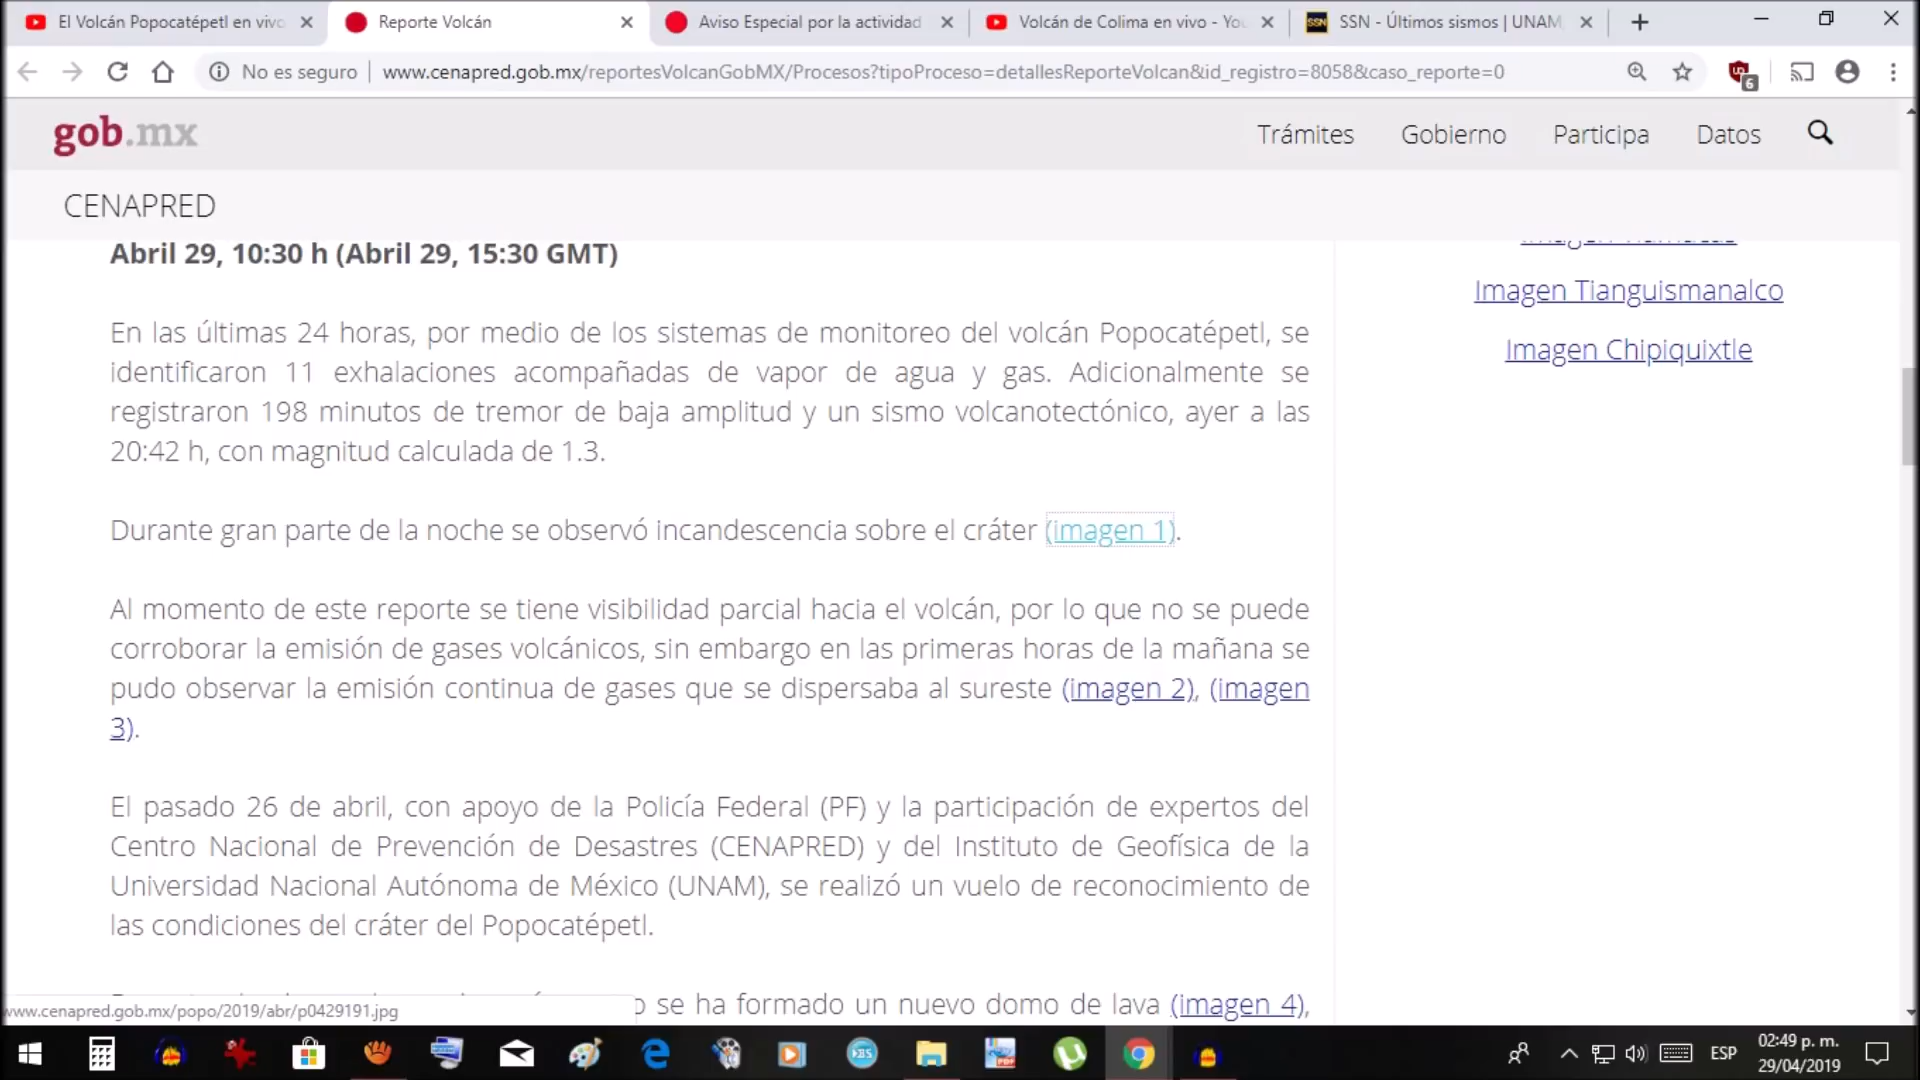 El Volcán Popocatépetl en vivo
Reporte Volcán
Aviso Especial por la actividad
Volcán de Colima en vivo - You
SSN - Últimos sismos | UNAM,
No es seguro
www.cenapred.gob.mx/reportesVolcanGobMX/Procesos?tipoProceso=detallesReporteVolcan&id_registro=8058&caso_reporte=0
6
gob.mx
Trámites
Gobierno
Participa
Datos
CENAPRED
Abril 29, 10:30 h (Abril 29, 15:30 GMT)
En las últimas 24 horas, por medio de los sistemas de monitoreo del volcán Popocatépetl, se
identificaron 11 exhalaciones acompañadas de vapor de agua y gas. Adicionalmente se
registraron 198 minutos de tremor de baja amplitud y un sismo volcanotectónico, ayer a las
20:42 h, con magnitud calculada de 1.3.
Durante gran parte de la noche se observó incandescencia sobre el cráter (imagen 1).
Al momento de este reporte se tiene visibilidad parcial hacia el volcán, por lo que no se puede
corroborar la emisión de gases volcánicos, sin embargo en las primeras horas de la mañana se
pudo observar la emisión continua de gases que se dispersaba al sureste (imagen 2), (imagen
3).
El pasado 26 de abril, con apoyo de la Policía Federal (PF) y la participación de expertos del
Centro Nacional de Prevención de Desastres (CENAPRED) y del Instituto de Geofísica de la
Universidad Nacional Autónoma de México (UNAM), se realizó un vuelo de reconocimiento de
las condiciones del cráter del Popocatépetl.
se ha formado un nuevo domo de lava (imagen 4),
Imagen Tianguismanalco
Imagen Chipiquixtle
www.cenapred.gob.mx/popo/2019/abr/p0429191.jpg
ESP
02:49 p. m.
29/04/2019